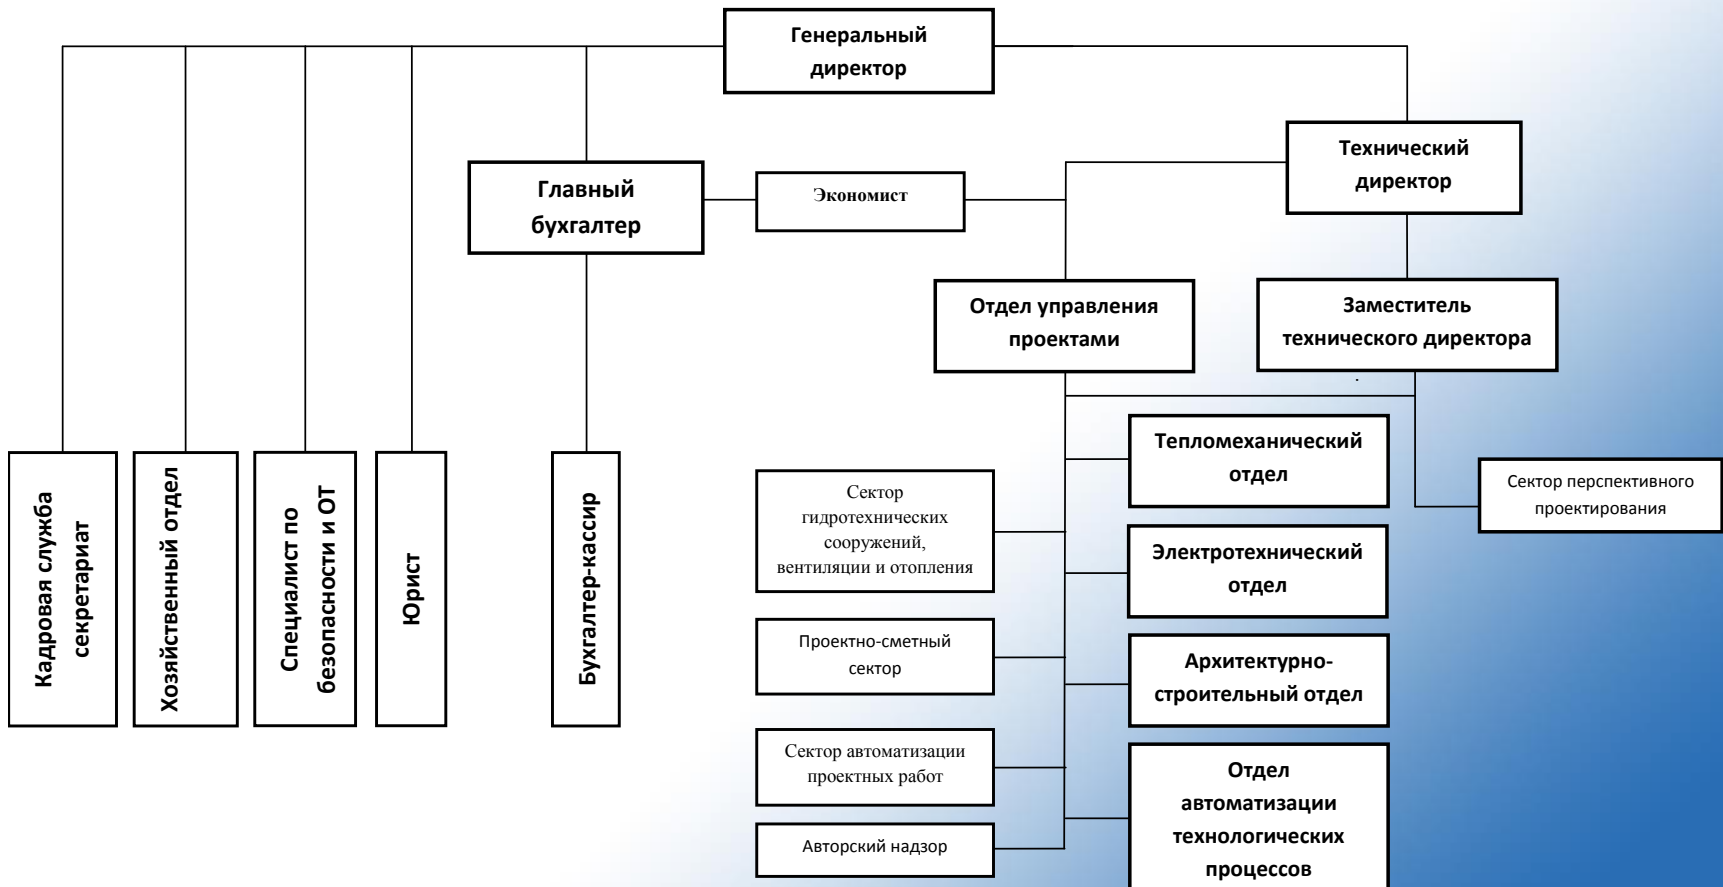 Генеральный
директор
Технический
директор
Главный
бухгалтер
Экономист
Отдел управления
проектами
Заместитель
технического директора
Кадровая служба
секретариат
Хозяйственный отдел
Специалист по
безопасности и ОТ
Юрист
Бухгалтер-кассир
Тепломеханический
отдел
Сектор
гидротехнических
сооружений,
вентиляции и отопления
Сектор перспективного
проектирования
Электротехнический
отдел
Проектно-сметный
сектор
Архитектурно-
строительный отдел
Сектор автоматизации
проектных работ
Отдел
автоматизации
технологических
процессов
Авторский надзор